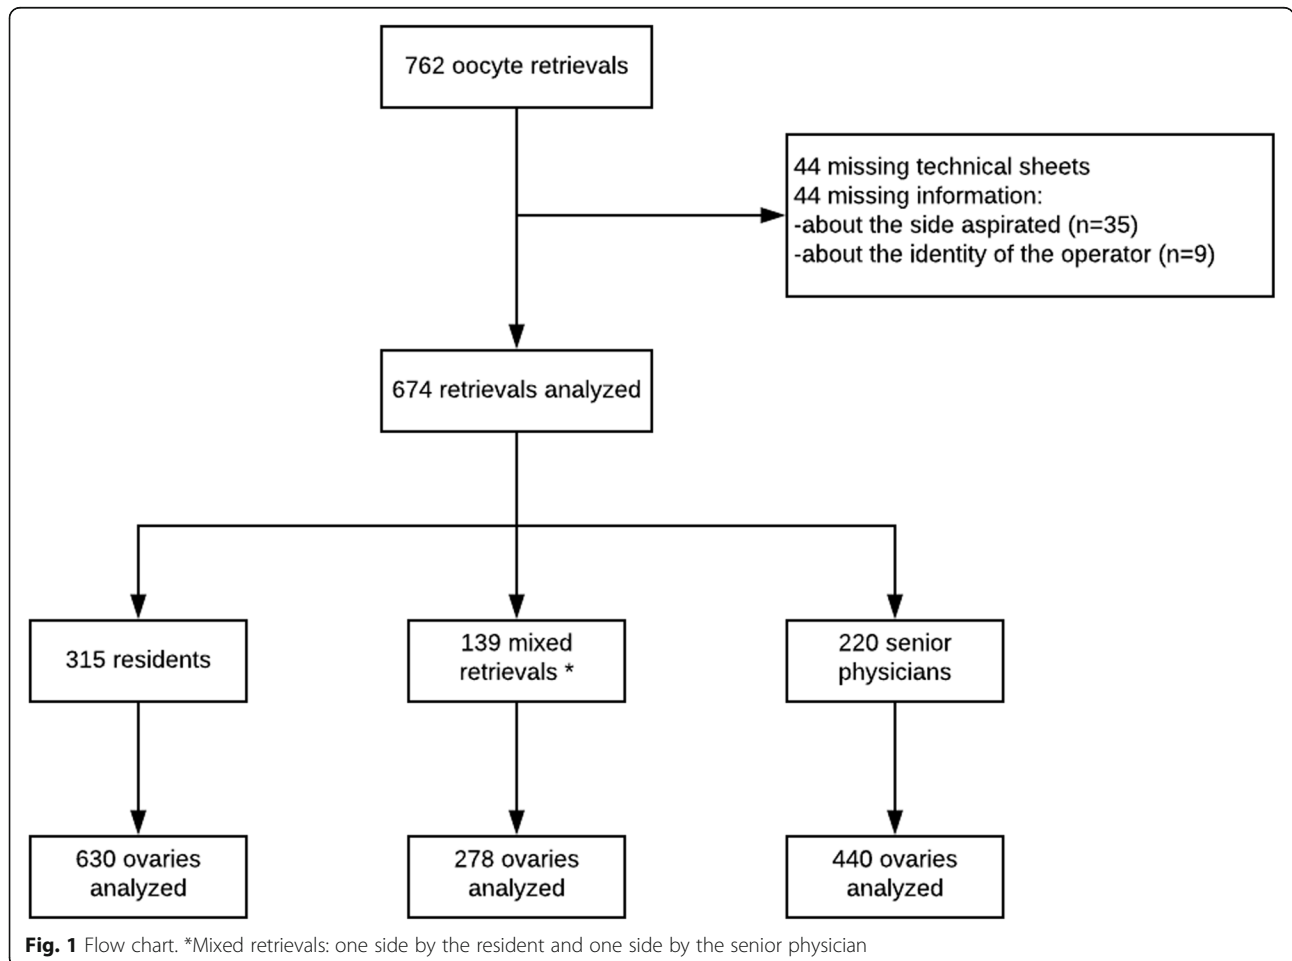 762 oocyte retrievals
44 missing technical sheets
44 missing information:
-about the side aspirated (n=35)
-about the identity of the operator (n=9)
674 retrievals analyzed
315 residents
139 mixed
retrievals *
220 senior
physicians
630 ovaries
analyzed
278 ovaries
analyzed
440 ovaries
analyzed
Fig. 1 Flow chart. *Mixed retrievals: one side by the resident and one side by the senior physician